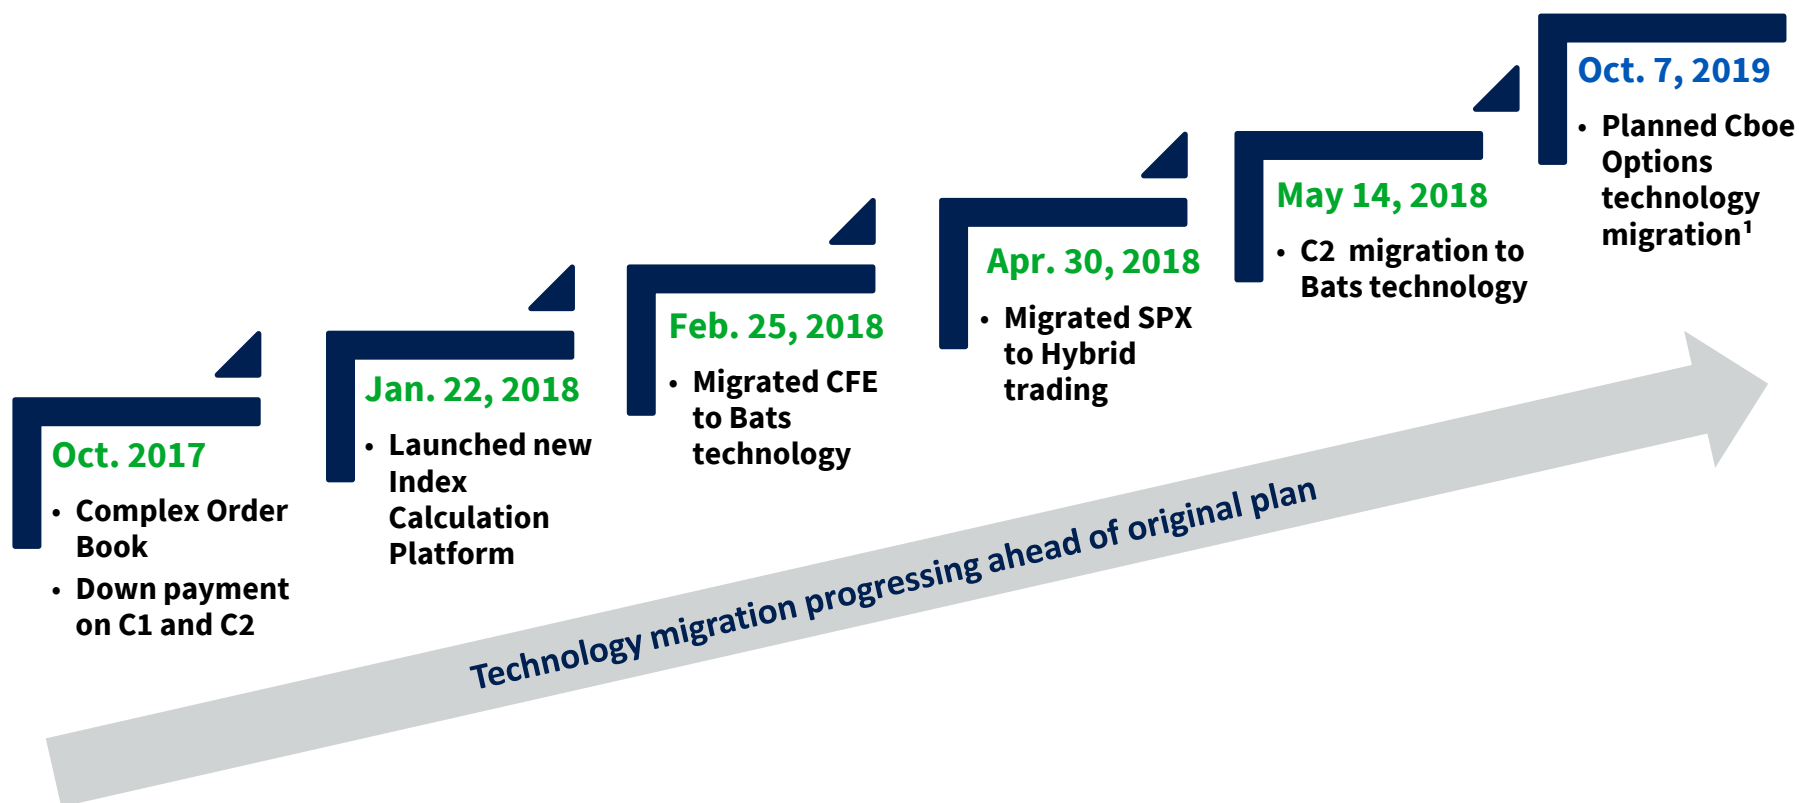 Oct. 2017
• Complex Order
Book
• Down payment
on C1 and C2
Jan. 22, 2018
• Launched new
Index
Calculation
Platform
Feb. 25, 2018
• Migrated CFE
to Bats
technology
Apr. 30, 2018
• Migrated SPX
to Hybrid
trading
May 14, 2018
• C2  migration to
Bats technology
Oct. 7, 2019
• Planned Cboe
Options
technology
migration¹
Technology migration progressing ahead of original plan